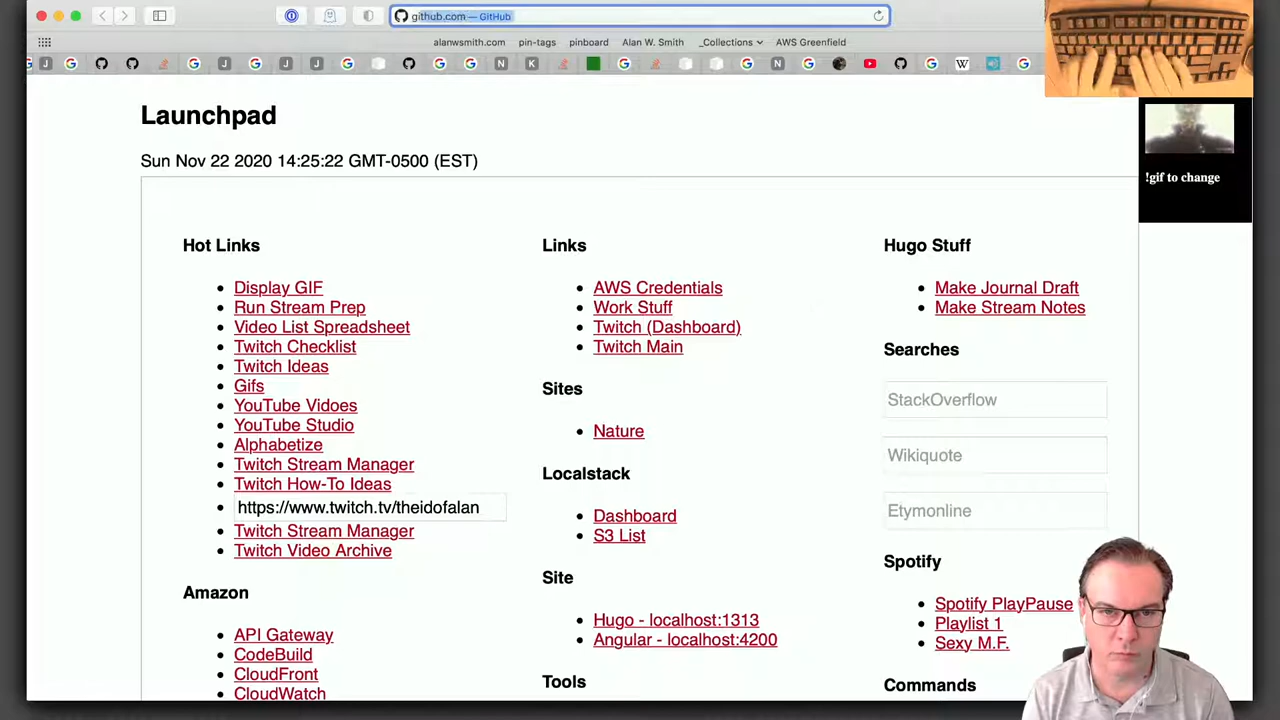 github.com — GitHub
alanwsmith.com pin-tags pinboard Alan W. Smith _Collections AWS Greenfield
Launchpad
Sun Nov 22 2020 14:25:22 GMT-0500 (EST)
!gif to change
Hot Links
Display GIF
Run Stream Prep
Video List Spreadsheet
Twitch Checklist
Twitch Ideas
Gifs
YouTube Vidoes
YouTube Studio
Alphabetize
Twitch Stream Manager
Twitch How-To Ideas
https://www.twitch.tv/theidofalan
Twitch Stream Manager
Twitch Video Archive
Amazon
API Gateway
CodeBuild
CloudFront
CloudWatch
Links
AWS Credentials
Work Stuff
Twitch (Dashboard)
Twitch Main
Sites
Nature
Localstack
Dashboard
S3 List
Site
Hugo - localhost:1313
Angular - localhost:4200
Tools
Hugo Stuff
Make Journal Draft
Make Stream Notes
Searches
StackOverflow
Wikiquote
Etymonline
Spotify
Spotify PlayPause
Playlist 1
Sexy M.F.
Commands